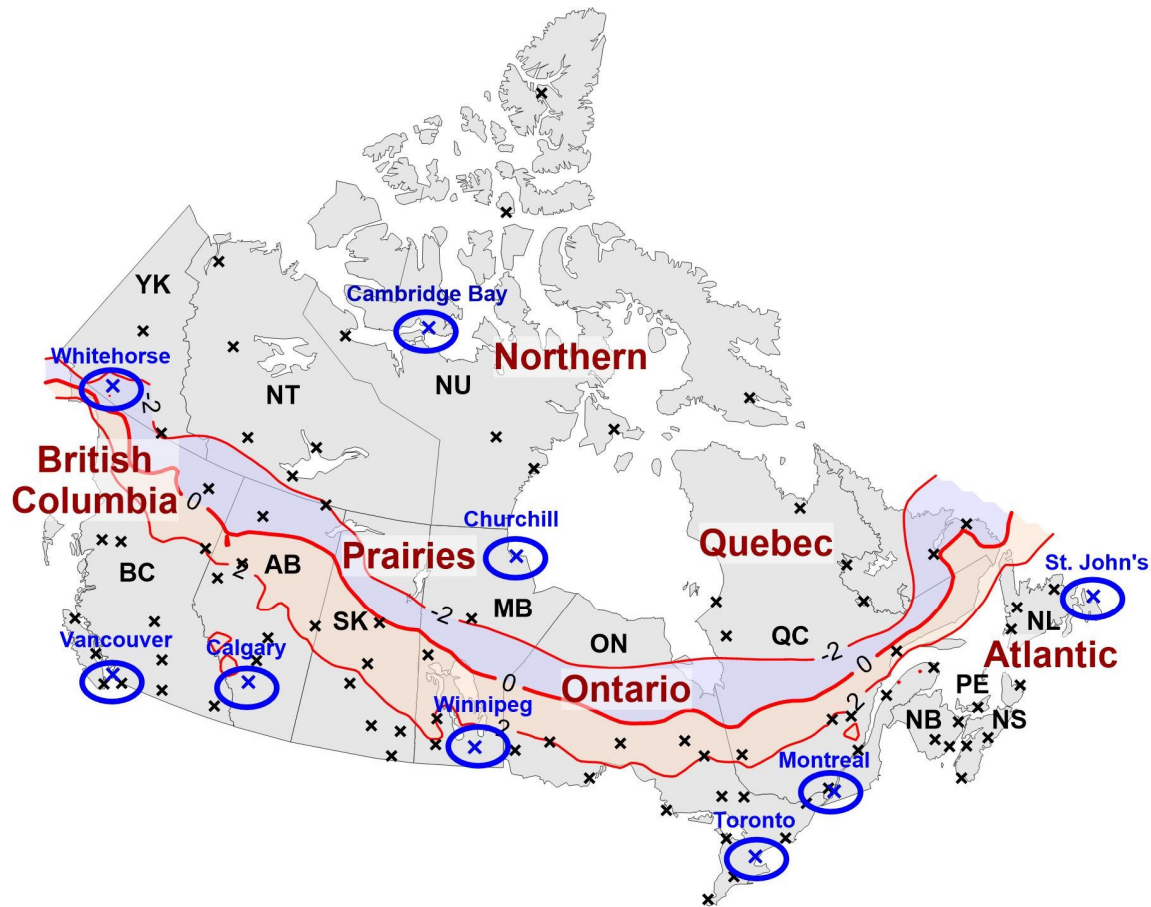 YK
Cambridge Bay
Whitehorse
Northern
-2
NT
NU
British
Columbia
0
Churchill
Prairies
Quebec
BC
2
AB
St. John's
-2
MB
SK
ON
QC
NL
-2
Vancouver
Calgary
0
0
Ontario
Atlantic
PE
Winnipeg
2
2
NB
NS
Montreal
Toronto